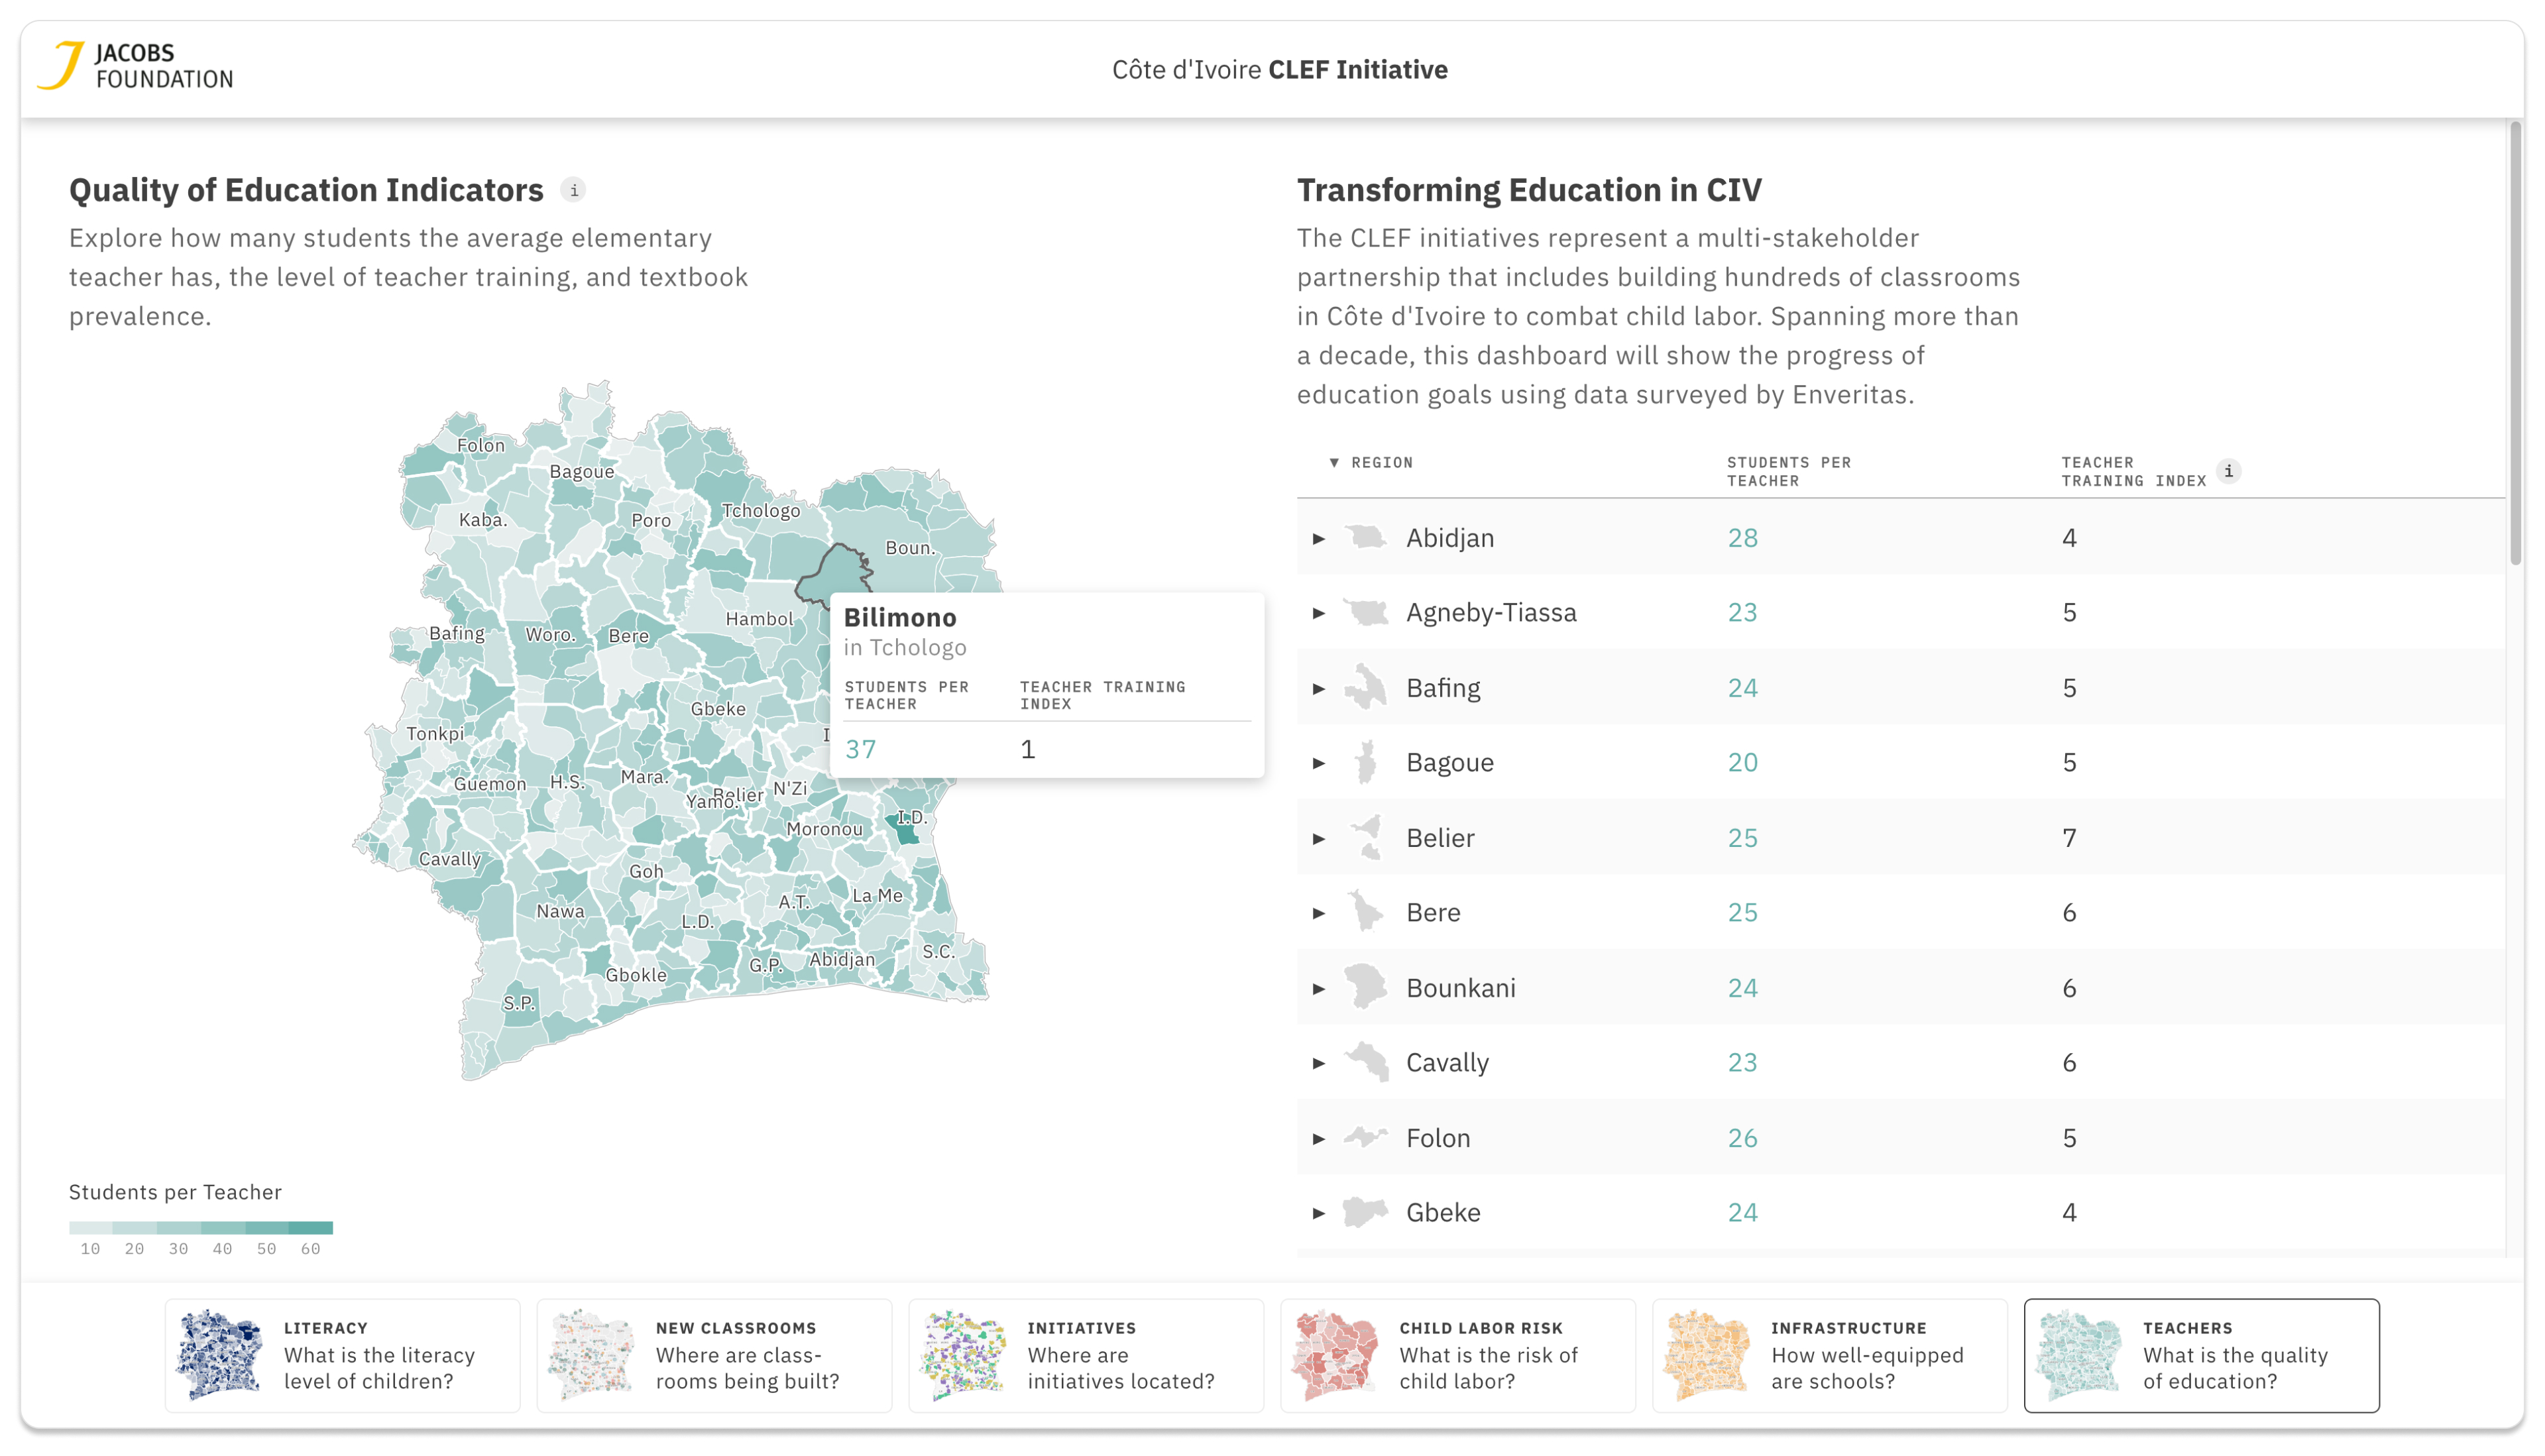 JACOBS
FOUNDATION
Côte d'Ivoire CLEF Initiative
Quality of Education Indicators i
Explore how many students the average elementary
teacher has, the level of teacher training, and textbook
prevalence.
Folon
Bagoue
Kaba.
Poro
Tchologo
Boun.
Hambol
Bafing
Woro.
Bere
Bilimono
in Tchologo
STUDENTS PER
TEACHER
TEACHER TRAINING
INDEX
37
1
Gbeke
Tonkpi
Guemon
H.S.
Mara.
Yamo.
Belier
N'Zi
I.D.
Moronou
Cavally
Goh
La Me
A.T.
Nawa
L.D.
S.C.
Abidjan
G.P.
Gbokle
S.P.
Students per Teacher
10 20 30 40 50 60
Transforming Education in CIV
The CLEF initiatives represent a multi-stakeholder
partnership that includes building hundreds of classrooms
in Côte d'Ivoire to combat child labor. Spanning more than
a decade, this dashboard will show the progress of
education goals using data surveyed by Enveritas.
▼ REGION
STUDENTS PER
TEACHER
TEACHER
TRAINING INDEX i
Abidjan 28 4
Agneby-Tiassa 23 5
Bafing 24 5
Bagoue 20 5
Belier 25 7
Bere 25 6
Bounkani 24 6
Cavally 23 6
Folon 26 5
Gbeke 24 4
LITERACY
What is the literacy
level of children?
NEW CLASSROOMS
Where are class-
rooms being built?
INITIATIVES
Where are
initiatives located?
CHILD LABOR RISK
What is the risk of
child labor?
INFRASTRUCTURE
How well-equipped
are schools?
TEACHERS
What is the quality
of education?